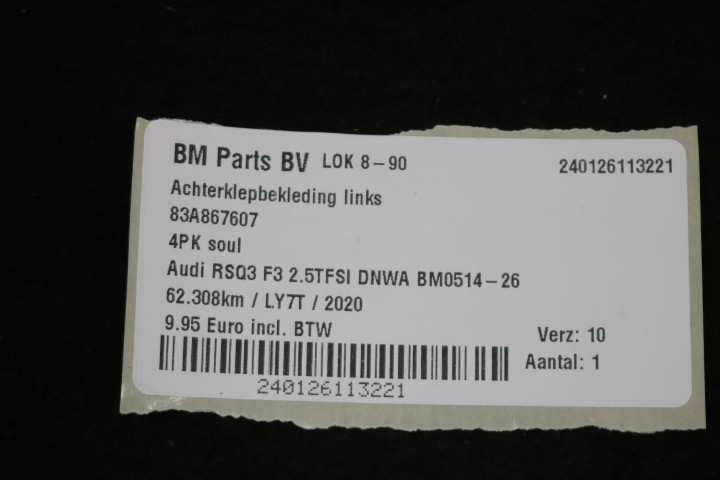 BM Parts BV LOK 8-90 240126113221
Achterklepbekleding links
83A867607
4PK soul
Audi RSQ3 F3 2.5TFSI DNWA BM0514-26
62.308km / LY7T / 2020
9.95 Euro incl. BTW Verz: 10
Aantal: 1
240126113221